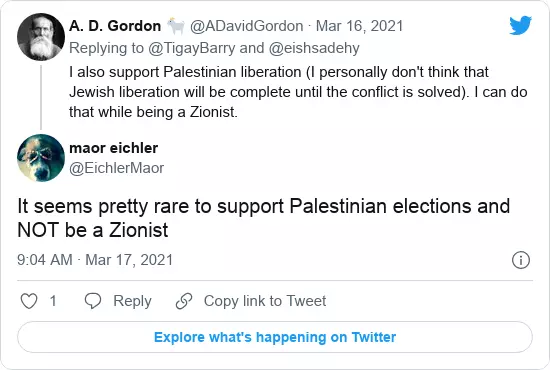 A. D. Gordon 🐐 @ADavidGordon · Mar 16, 2021
Replying to @TigayBarry and @eishsadehy
I also support Palestinian liberation (I personally don't think that
Jewish liberation will be complete until the conflict is solved). I can do
that while being a Zionist.
maor eichler
@EichlerMaor
It seems pretty rare to support Palestinian elections and
NOT be a Zionist
9:04 AM · Mar 17, 2021
1 Reply Copy link to Tweet
Explore what's happening on Twitter